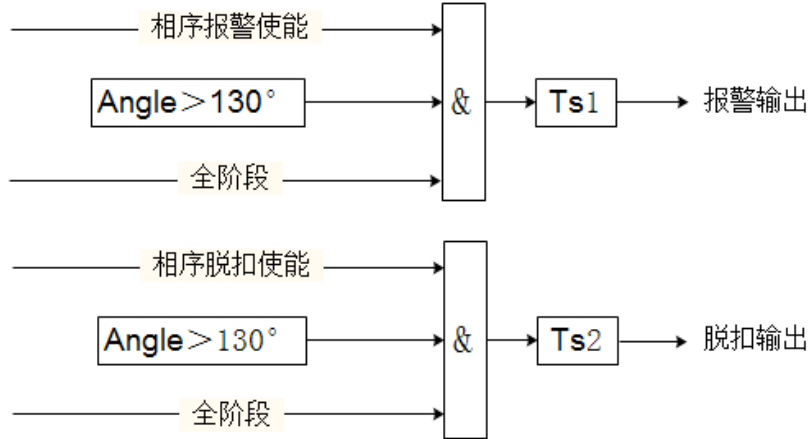 相序报警使能
Angle＞130°
&
Ts1
报警输出
全阶段
相序脱扣使能
Angle＞130°
&
Ts2
脱扣输出
全阶段